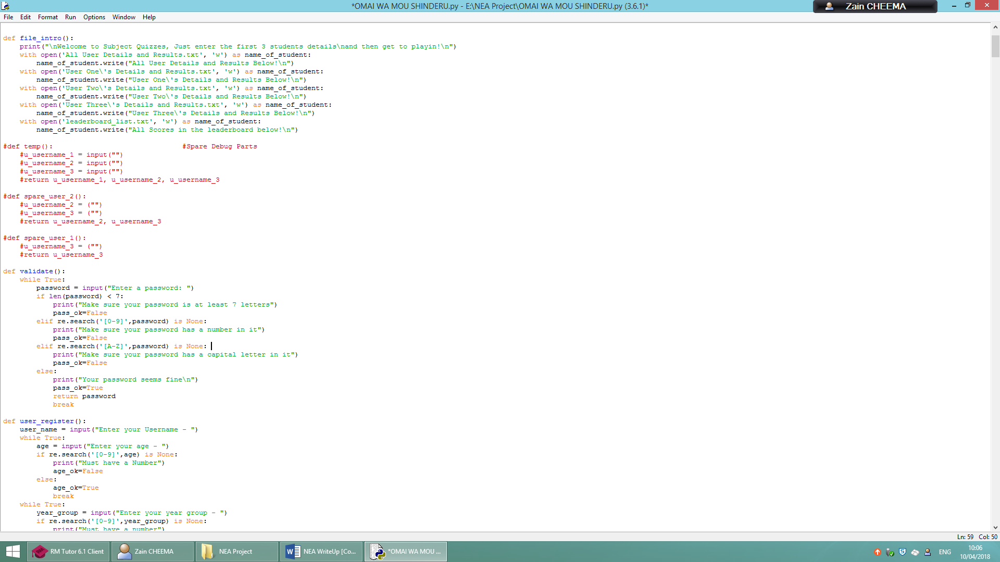 *OMAI WA MOU SHINDERU.py - E:\NEA Project\OMAI WA MOU SHINDERU.py (3.6.1)*
Zain CHEEMA
File Edit Format Run Options Window Help
def file_intro():
    print("\nWelcome to Subject Quizzes, Just enter the first 3 students details\nand then get to playin!\n")
    with open('All User Details and Results.txt', 'w') as name_of_student:
        name_of_student.write("All User Details and Results Below!\n")
    with open('User One\'s Details and Results.txt', 'w') as name_of_student:
        name_of_student.write("User One\'s Details and Results Below!\n")
    with open('User Two\'s Details and Results.txt', 'w') as name_of_student:
        name_of_student.write("User Two\'s Details and Results Below!\n")
    with open('User Three\'s Details and Results.txt', 'w') as name_of_student:
        name_of_student.write("User Three\'s Details and Results Below!\n")
    with open('leaderboard_list.txt', 'w') as name_of_student:
        name_of_student.write("All Scores in the leaderboard below!\n")
#def temp():                               #Spare Debug Parts
    #u_username_1 = input("")
    #u_username_2 = input("")
    #u_username_3 = input("")
    #return u_username_1, u_username_2, u_username_3
#def spare_user_2():
    #u_username_2 = ("")
    #u_username_3 = ("")
    #return u_username_2, u_username_3
#def spare_user_1():
    #u_username_3 = ("")
    #return u_username_3
def validate():
    while True:
        password = input("Enter a password: ")
        if len(password) < 7:
            print("Make sure your password is at least 7 letters")
            pass_ok=False
        elif re.search('[0-9]',password) is None:
            print("Make sure your password has a number in it")
            pass_ok=False
        elif re.search('[A-Z]',password) is None:
            print("Make sure your password has a capital letter in it")
            pass_ok=False
        else:
            print("Your password seems fine\n")
            pass_ok=True
            return password
            break
def user_register():
    user_name = input("Enter your Username - ")
    while True:
        age = input("Enter your age - ")
        if re.search('[0-9]',age) is None:
            print("Must have a Number")
            age_ok=False
        else:
            age_ok=True
            break
    while True:
        year_group = input("Enter your year group - ")
        if re.search('[0-9]',year_group) is None:
            print("Must have a number")
Ln: 59 Col: 50
RM Tutor 6.1 Client
Zain CHEEMA
NEA Project
NEA WriteUp [Co...
*OMAI WA MOU ...
ENG
10:06
10/04/2018